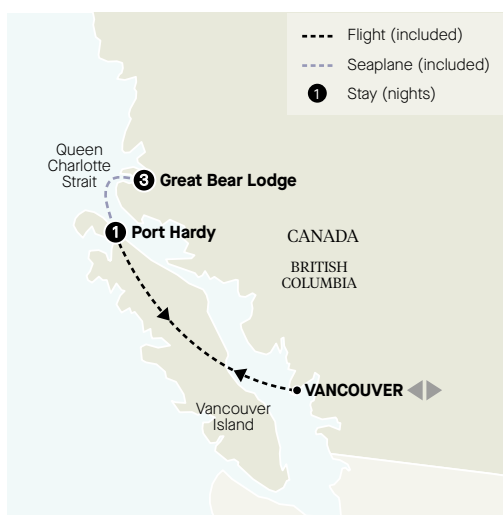 Flight (included)
Seaplane (included)
1 Stay (nights)
Queen
Charlotte
Strait
3 Great Bear Lodge
1 Port Hardy
CANADA
BRITISH
COLUMBIA
VANCOUVER
Vancouver
Island